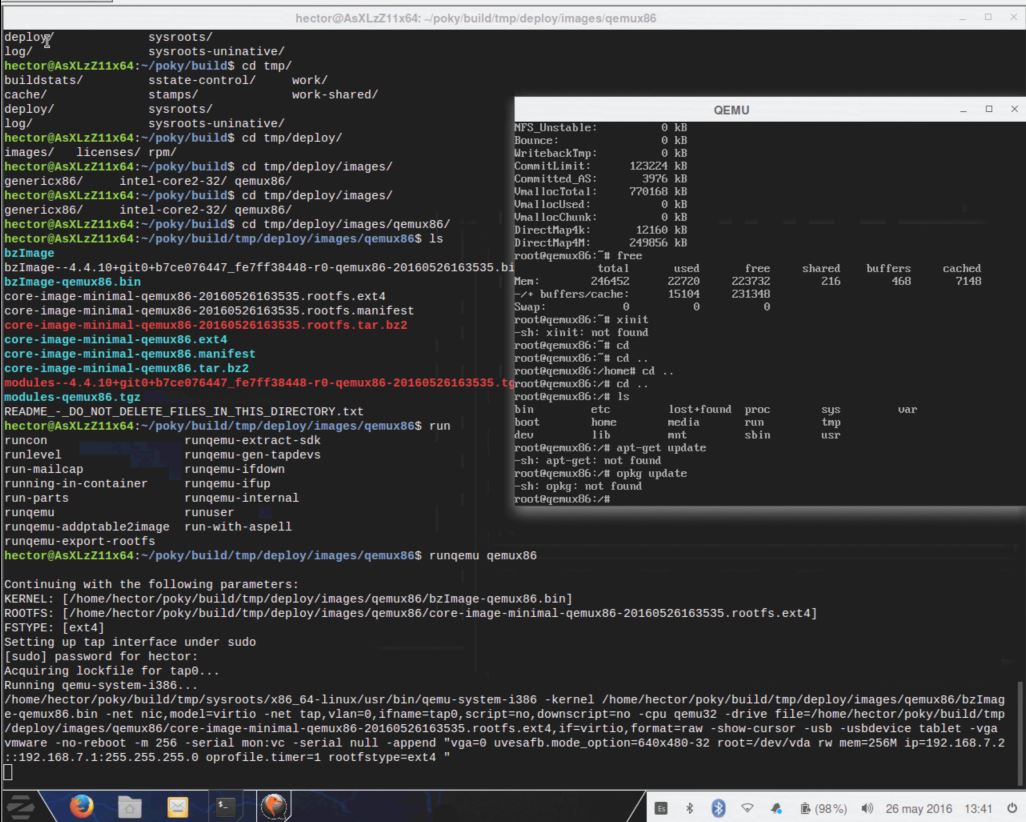 hector@AsXLzZ11x64: ~/poky/build/tmp/deploy/images/qemux86
deploy/ sysroots/
log/ sysroots-uninative/
hector@AsXLzZ11x64:~/poky/build$ cd tmp/
buildstats/ sstate-control/ work/
cache/ stamps/ work-shared/
deploy/ sysroots/
log/ sysroots-uninative/
hector@AsXLzZ11x64:~/poky/build$ cd tmp/deploy/
images/ licenses/ rpm/
hector@AsXLzZ11x64:~/poky/build$ cd tmp/deploy/images/
genericx86/ intel-core2-32/ qemux86/
hector@AsXLzZ11x64:~/poky/build$ cd tmp/deploy/images/
genericx86/ intel-core2-32/ qemux86/
hector@AsXLzZ11x64:~/poky/build$ cd tmp/deploy/images/qemux86/
hector@AsXLzZ11x64:~/poky/build/tmp/deploy/images/qemux86$ ls
bzImage
bzImage--4.4.10+git0+b7ce076447_fe7ff38448-r0-qemux86-20160526163535.bi
bzImage-qemux86.bin
core-image-minimal-qemux86-20160526163535.rootfs.ext4
core-image-minimal-qemux86-20160526163535.rootfs.manifest
core-image-minimal-qemux86-20160526163535.rootfs.tar.bz2
core-image-minimal-qemux86.ext4
core-image-minimal-qemux86.manifest
core-image-minimal-qemux86.tar.bz2
modules--4.4.10+git0+b7ce076447_fe7ff38448-r0-qemux86-20160526163535.tg
modules-qemux86.tgz
README_-_DO_NOT_DELETE_FILES_IN_THIS_DIRECTORY.txt
hector@AsXLzZ11x64:~/poky/build/tmp/deploy/images/qemux86$ run
runcon runqemu-extract-sdk
runlevel runqemu-gen-tapdevs
run-mailcap runqemu-ifdown
running-in-container runqemu-ifup
run-parts runqemu-internal
runqemu runuser
runqemu-addptable2image run-with-aspell
runqemu-export-rootfs
hector@AsXLzZ11x64:~/poky/build/tmp/deploy/images/qemux86$ runqemu qemux86
Continuing with the following parameters:
KERNEL: [/home/hector/poky/build/tmp/deploy/images/qemux86/bzImage-qemux86.bin]
ROOTFS: [/home/hector/poky/build/tmp/deploy/images/qemux86/core-image-minimal-qemux86-20160526163535.rootfs.ext4]
FSTYPE: [ext4]
Setting up tap interface under sudo
[sudo] password for hector:
Acquiring lockfile for tap0...
Running qemu-system-i386...
/home/hector/poky/build/tmp/sysroots/x86_64-linux/usr/bin/qemu-system-i386 -kernel /home/hector/poky/build/tmp/deploy/images/qemux86/bzImag
e-qemux86.bin -net nic,model=virtio -net tap,vlan=0,ifname=tap0,script=no,downscript=no -cpu qemu32 -drive file=/home/hector/poky/build/tmp
/deploy/images/qemux86/core-image-minimal-qemux86-20160526163535.rootfs.ext4,if=virtio,format=raw -show-cursor -usb -usbdevice tablet -vga
vmware -no-reboot -m 256 -serial mon:vc -serial null -append "vga=0 uvesafb.mode_option=640x480-32 root=/dev/vda rw mem=256M ip=192.168.7.2
::192.168.7.1:255.255.255.0 oprofile.timer=1 rootfstype=ext4 "
QEMU
NFS_Unstable: 0 kB
Bounce: 0 kB
WritebackTmp: 0 kB
CommitLimit: 123224 kB
Committed_AS: 3976 kB
VmallocTotal: 770168 kB
VmallocUsed: 0 kB
VmallocChunk: 0 kB
DirectMap4k: 12160 kB
DirectMap4M: 249856 kB
root@qemux86:~# free
total used free shared buffers cached
Mem: 246452 22720 223732 216 468 7148
-/+ buffers/cache: 15104 231348
Swap: 0 0 0
root@qemux86:~# xinit
-sh: xinit: not found
root@qemux86:~# cd
root@qemux86:~# cd ..
root@qemux86:/home# cd ..
root@qemux86:/# cd ..
root@qemux86:/# ls
bin etc lost+found proc sys var
boot home media run tmp
dev lib mnt sbin usr
root@qemux86:/# apt-get update
-sh: apt-get: not found
root@qemux86:/# opkg update
-sh: opkg: not found
root@qemux86:/#
Es (98%) 26 may 2016 13:41